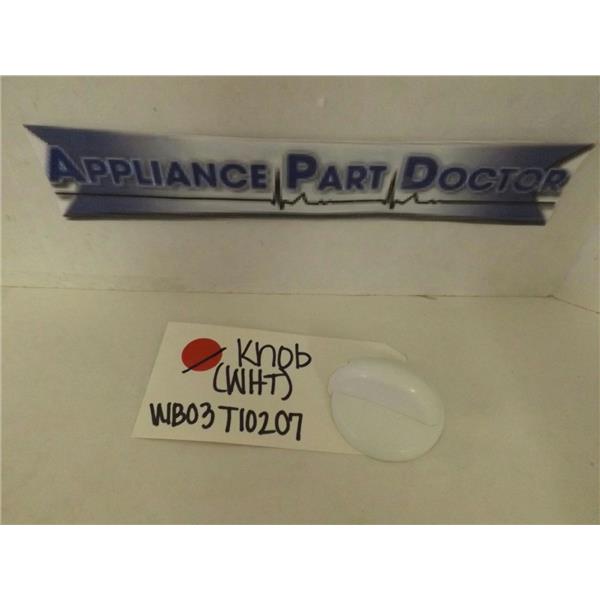 APPLIANCE PART DOCTOR
Knob
(WHT)
WB03T10207